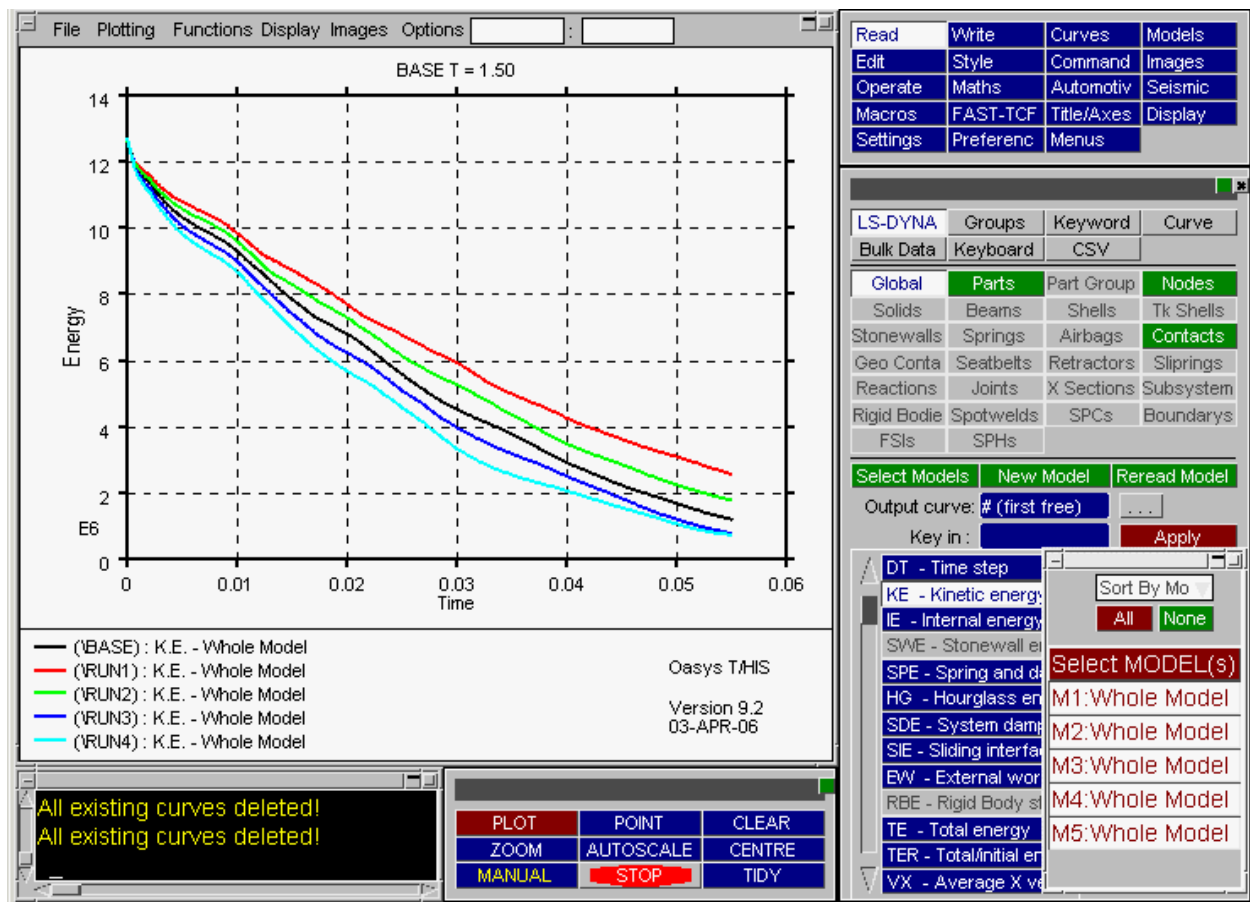 File Plotting Functions Display Images Options :
BASE T = 1.50
14
12
10
8
6
4
2
E6
0
Energy
0 0.01 0.02 0.03 0.04 0.05 0.06
Time
(\BASE) : K.E. - Whole Model
(\RUN1) : K.E. - Whole Model
(\RUN2) : K.E. - Whole Model
(\RUN3) : K.E. - Whole Model
(\RUN4) : K.E. - Whole Model
Oasys T/HIS
Version 9.2
03-APR-06
All existing curves deleted!
All existing curves deleted!
_
PLOT POINT CLEAR
ZOOM AUTOSCALE CENTRE
MANUAL STOP TIDY
Read Write Curves Models
Edit Style Command Images
Operate Maths Automotiv Seismic
Macros FAST-TCF Title/Axes Display
Settings Preferenc Menus
LS-DYNA Groups Keyword Curve
Bulk Data Keyboard CSV
Global Parts Part Group Nodes
Solids Beams Shells Tk Shells
Stonewalls Springs Airbags Contacts
Geo Conta Seatbelts Retractors Sliprings
Reactions Joints X Sections Subsystem
Rigid Bodie Spotwelds SPCs Boundarys
FSIs SPHs
Select Models New Model Reread Model
Output curve: # (first free) ...
Key in : Apply
DT - Time step
KE - Kinetic energy
IE - Internal energy
SWE - Stonewall e
SPE - Spring and d
HG - Hourglass en
SDE - System damp
SIE - Sliding interfa
EW - External wor
RBE - Rigid Body st
TE - Total energy
TER - Total/initial en
VX - Average X ve
Sort By Mo
All None
Select MODEL(s)
M1:Whole Model
M2:Whole Model
M3:Whole Model
M4:Whole Model
M5:Whole Model